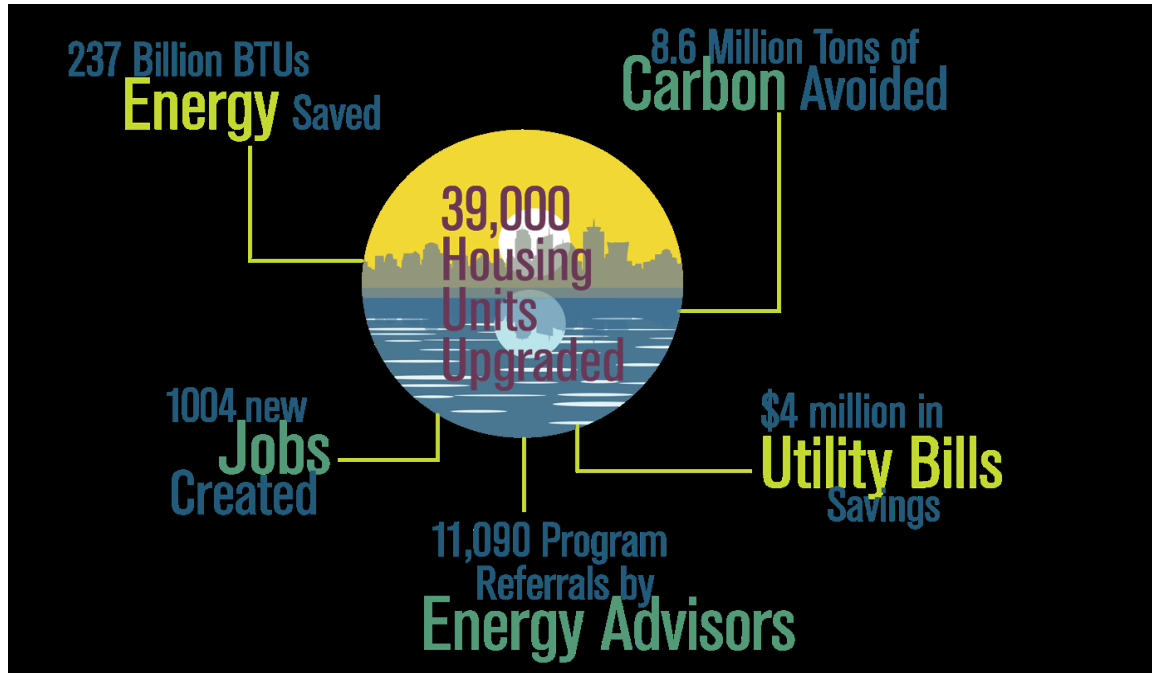 237 Billion BTUs
Energy Saved
8.6 Million Tons of
Carbon Avoided
39,000
Housing
Units
Upgraded
1004 new
Jobs
Created
$4 million in
Utility Bills
Savings
11,090 Program
Referrals by
Energy Advisors